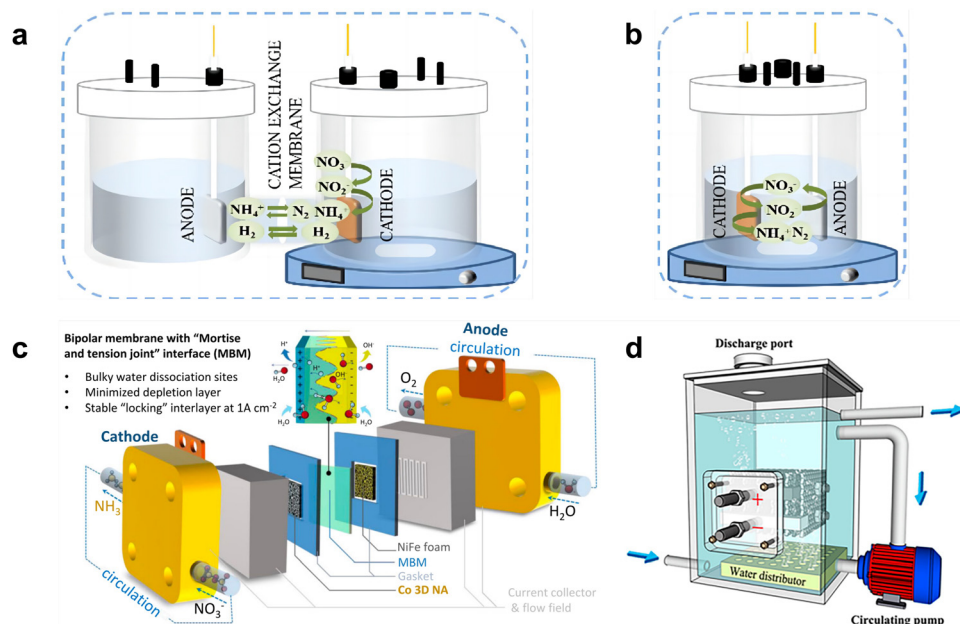 a
ANODE
CATION EXCHANGE
MEMBRANE
NO₃
NO₂⁻
NH₄⁺
N₂ NH₄⁺
H₂
H₂
CATHODE
b
CATHODE
NO₃⁻
NO₂
NH₄⁺N₂
ANODE
c
Bipolar membrane with “Mortise
and tension joint” interface (MBM)
• Bulky water dissociation sites
• Minimized depletion layer
• Stable “locking” interlayer at 1A cm⁻²
H⁺
OH⁻
H₂O
H⁺
OH⁻
H₂O
H₂O
H₂O
Anode
circulation
O₂
H₂O
Cathode
NH₃
circulation
NO₃⁻
NiFe foam
MBM
Gasket
Co 3D NA
Current collector
& flow field
d
Discharge port
+
−
Water distributor
Circulating pump